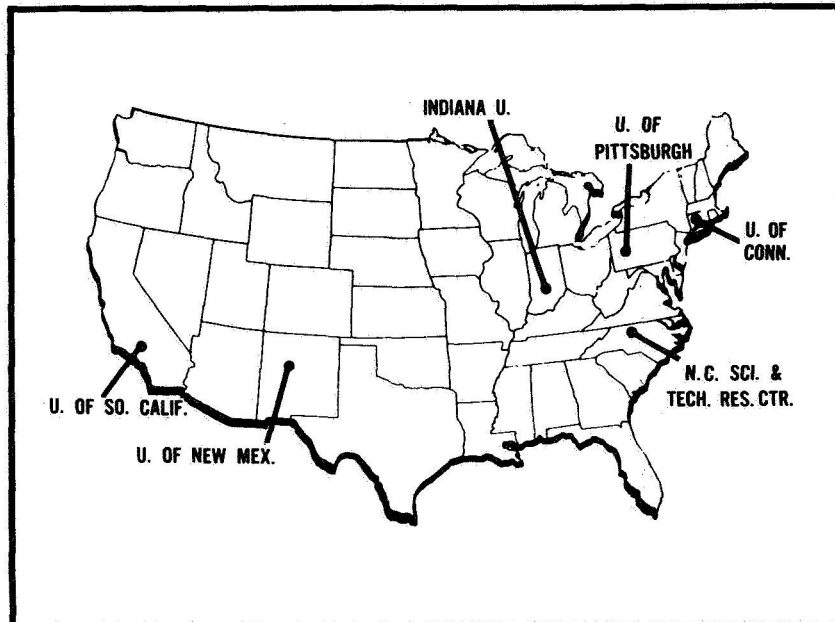 INDIANA U.
U. OF
PITTSBURGH
U. OF
CONN.
N.C. SCI. &
TECH. RES. CTR.
U. OF SO. CALIF.
U. OF NEW MEX.